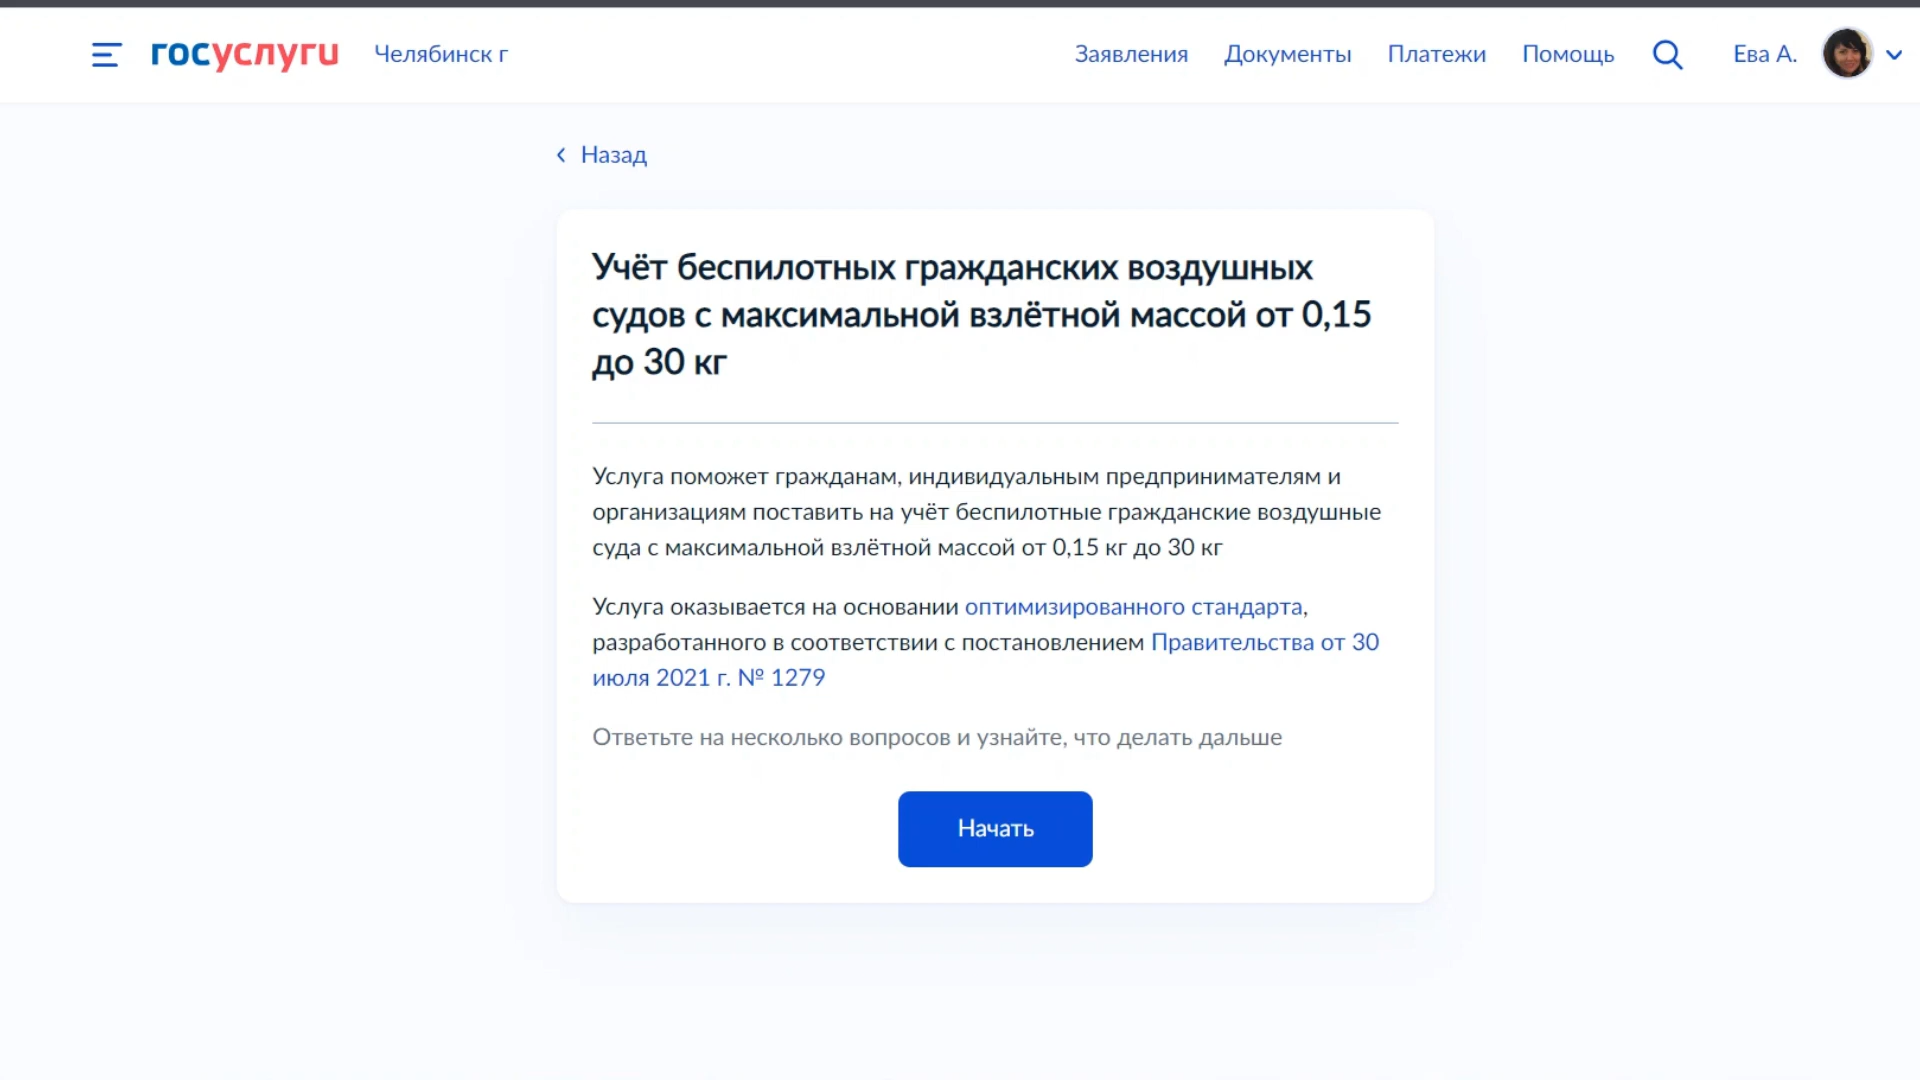 госуслуги Челябинск г Заявления Документы Платежи Помощь Ева А.
Назад
Учёт беспилотных гражданских воздушных
судов с максимальной взлётной массой от 0,15
до 30 кг
Услуга поможет гражданам, индивидуальным предпринимателям и
организациям поставить на учёт беспилотные гражданские воздушные
суда с максимальной взлётной массой от 0,15 кг до 30 кг
Услуга оказывается на основании оптимизированного стандарта,
разработанного в соответствии с постановлением Правительства от 30
июля 2021 г. № 1279
Ответьте на несколько вопросов и узнайте, что делать дальше
Начать